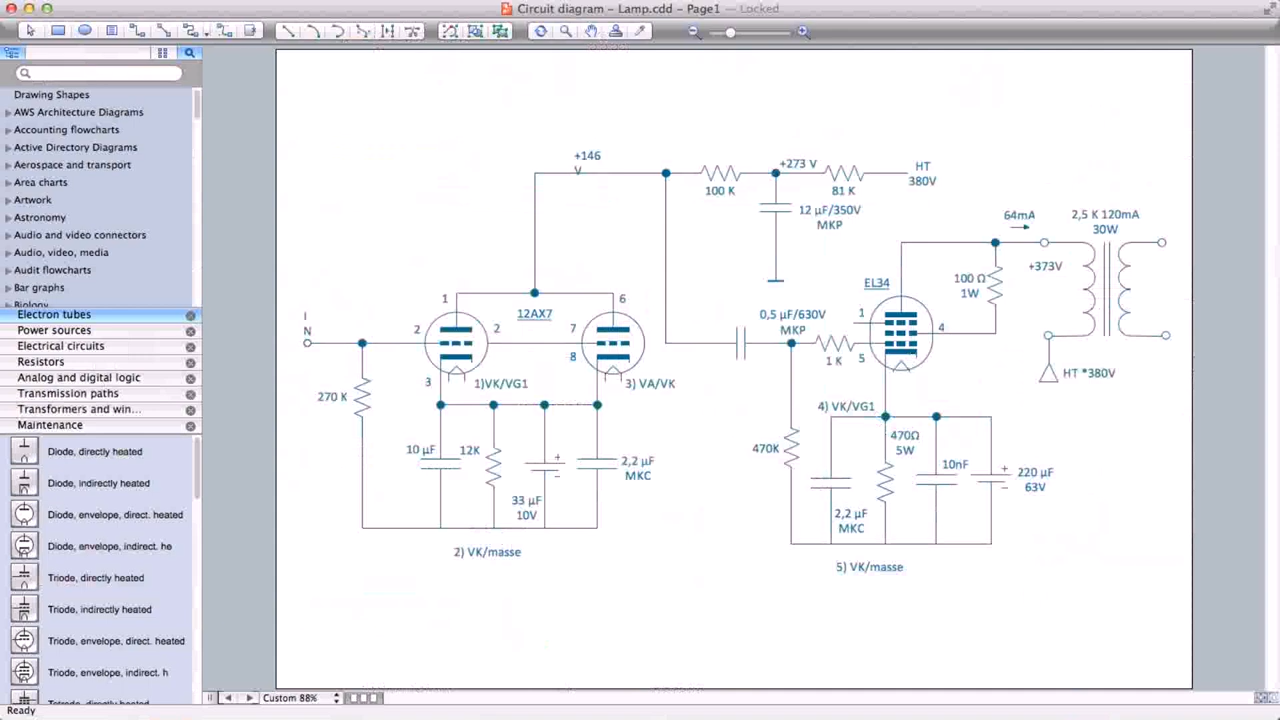 Circuit diagram – Lamp.cdd – Page1 — Locked
Drawing Shapes
AWS Architecture Diagrams
Accounting flowcharts
Active Directory Diagrams
Aerospace and transport
Area charts
Artwork
Astronomy
Audio and video connectors
Audio, video, media
Audit flowcharts
Bar graphs
Biology
Electron tubes
Power sources
Electrical circuits
Resistors
Analog and digital logic
Transmission paths
Transformers and win...
Maintenance
Diode, directly heated
Diode, indirectly heated
Diode, envelope, direct. heated
Diode, envelope, indirect. he
Triode, directly heated
Triode, indirectly heated
Triode, envelope, direct. heated
Triode, envelope, indirect. h
+146
V
100 K
+273 V
81 K
HT
380V
12 µF/350V
MKP
64mA
2,5 K 120mA
30W
+373V
100 Ω
1W
EL34
1
4
5
HT *380V
0,5 µF/630V
MKP
1 K
I
N
1
6
12AX7
2
2
7
8
3
1)VK/VG1
3) VA/VK
270 K
10 µF
12K
+
−
33 µF
10V
2,2 µF
MKC
2) VK/masse
4) VK/VG1
470K
470Ω
5W
10nF
+
−
220 µF
63V
2,2 µF
MKC
5) VK/masse
Custom 88%
Ready